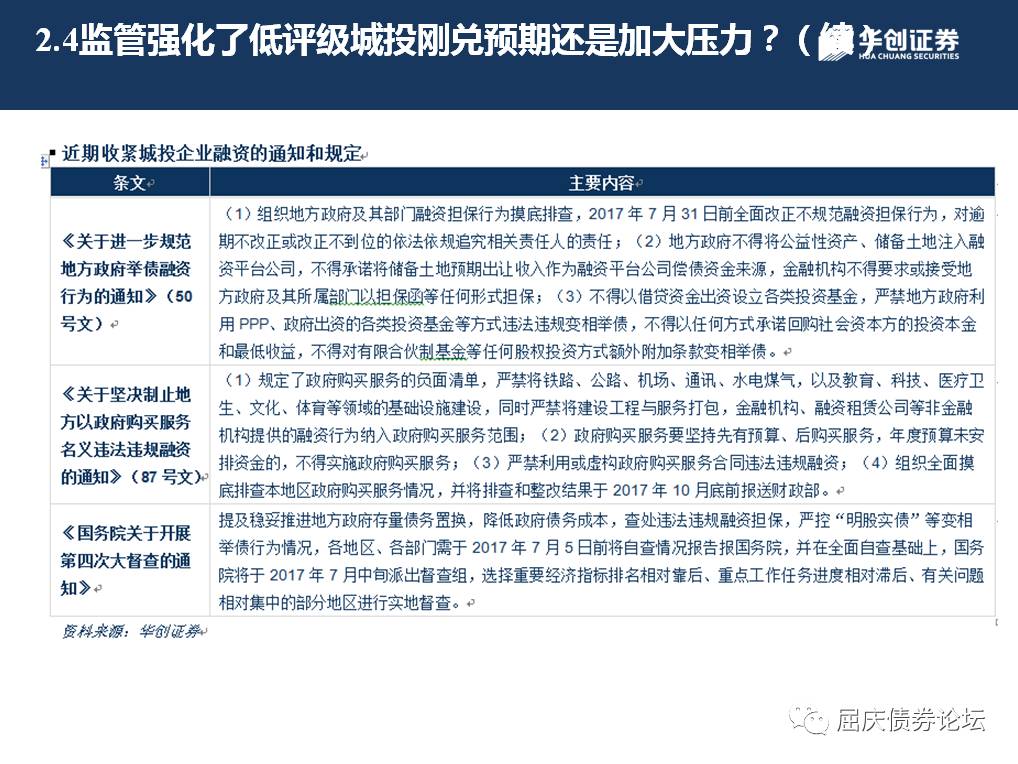 2.4监管强化了低评级城投刚兑预期还是加大压力？（续）
华创证券
HUA CHUANG SECURITIES
近期收紧城投企业融资的通知和规定
条文
主要内容
《关于进一步规范
地方政府举债融资
行为的通知》（50
号文）
（1）组织地方政府及其部门融资担保行为摸底排查，2017 年 7 月 31 日前全面改正不规范融资担保行为，对逾
期不改正或改正不到位的依法依规追究相关责任人的责任；（2）地方政府不得将公益性资产、储备土地注入融
资平台公司，不得承诺将储备土地预期出让收入作为融资平台公司偿债资金来源，金融机构不得要求或接受地
方政府及其所属部门以担保函等任何形式担保；（3）不得以借贷资金出资设立各类投资基金，严禁地方政府利
用 PPP、政府出资的各类投资基金等方式违法违规变相举债，不得以任何方式承诺回购社会资本方的投资本金
和最低收益，不得对有限合伙制基金等任何股权投资方式额外附加条款变相举债。
《关于坚决制止地
方以政府购买服务
名义违法违规融资
的通知》（87 号文）
（1）规定了政府购买服务的负面清单，严禁将铁路、公路、机场、通讯、水电煤气，以及教育、科技、医疗卫
生、文化、体育等领域的基础设施建设，同时严禁将建设工程与服务打包，金融机构、融资租赁公司等非金融
机构提供的融资行为纳入政府购买服务范围；（2）政府购买服务要坚持先有预算、后购买服务，年度预算未安
排资金的，不得实施政府购买服务；（3）严禁利用或虚构政府购买服务合同违法违规融资；（4）组织全面摸
底排查本地区政府购买服务情况，并将排查和整改结果于 2017 年 10 月底前报送财政部。
《国务院关于开展
第四次大督查的通
知》
提及稳妥推进地方政府存量债务置换，降低政府债务成本，查处违法违规融资担保，严控“明股实债”等变相
举债行为情况，各地区、各部门需于 2017 年 7 月 5 日前将自查情况报告报国务院，并在全面自查基础上，国务
院将于 2017 年 7 月中旬派出督查组，选择重要经济指标排名相对靠后、重点工作任务进度相对滞后、有关问题
相对集中的部分地区进行实地督查。
资料来源：华创证券
屈庆债券论坛